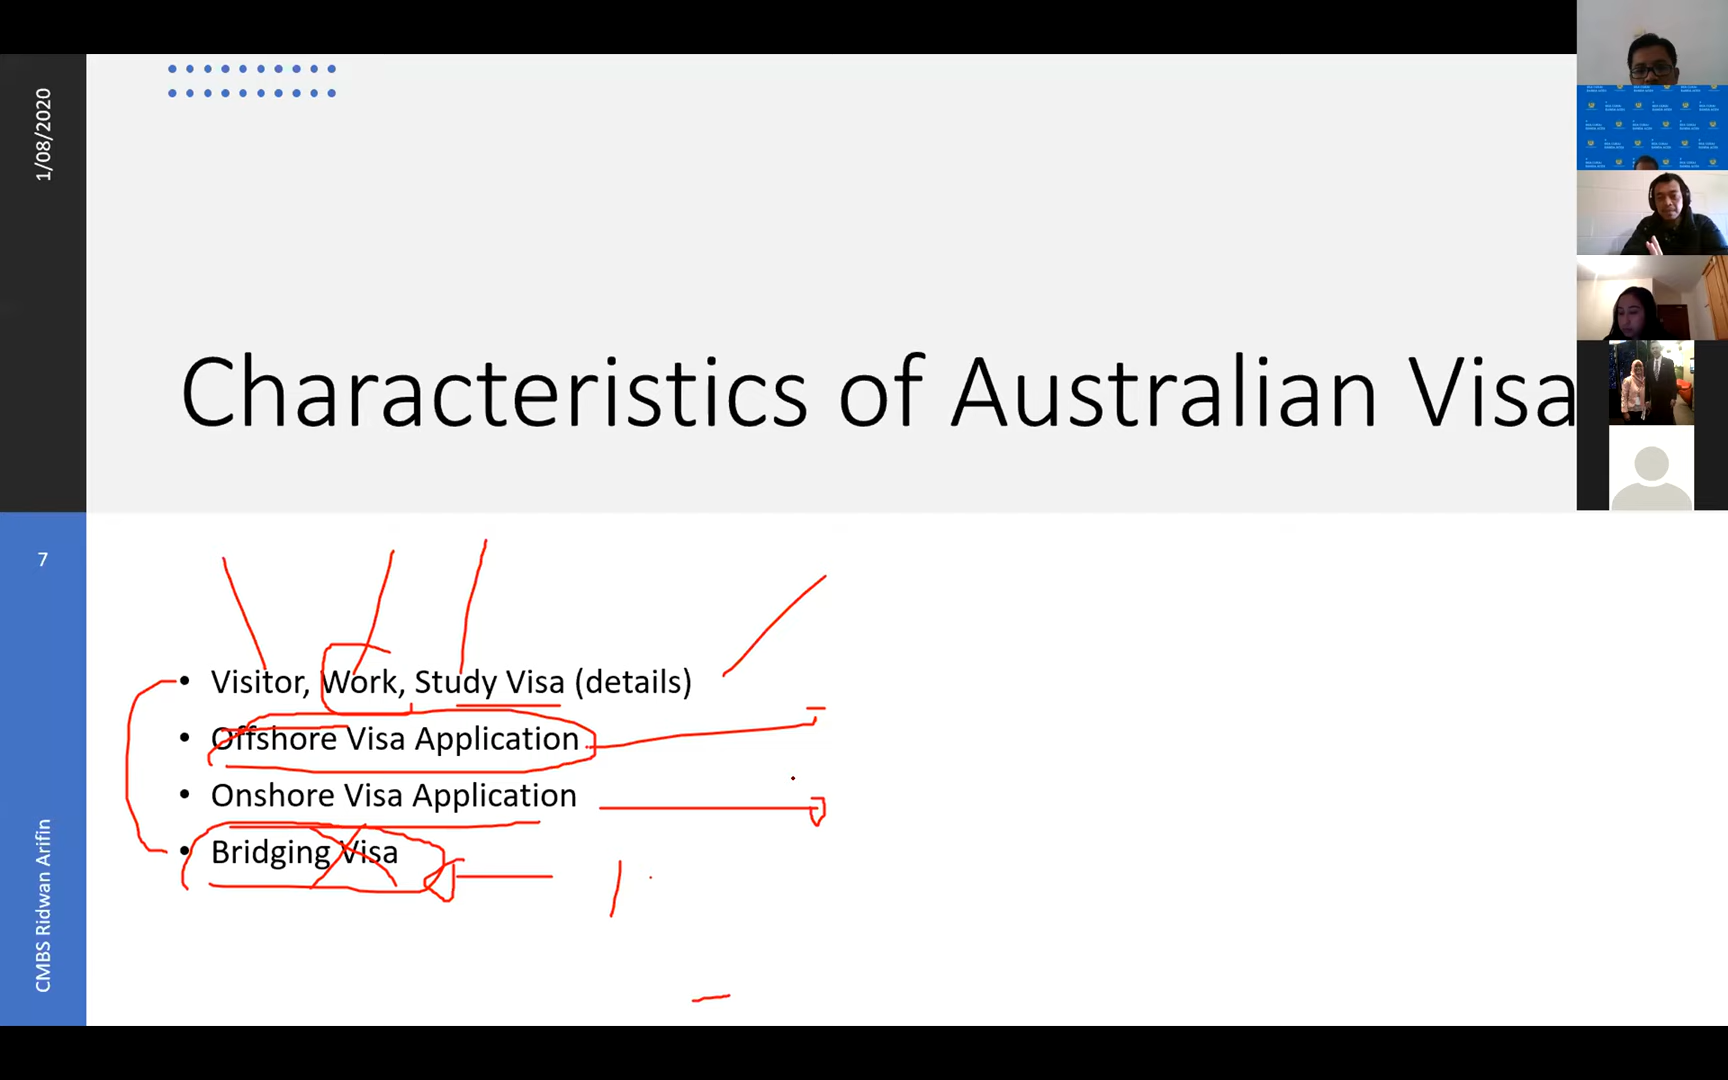 1/08/2020
Characteristics of Australian Visa
7
• Visitor, Work, Study Visa (details)
• Offshore Visa Application
• Onshore Visa Application
• Bridging Visa
CMBS Ridwan Arifin